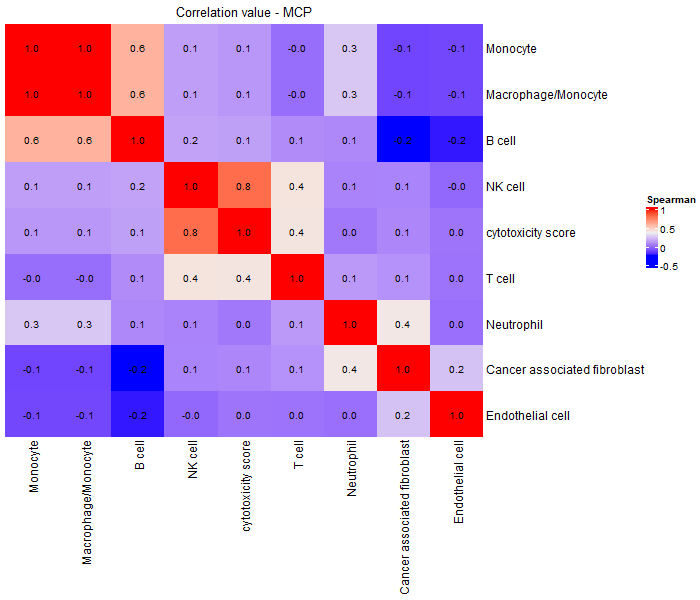 Correlation value - MCP
1.0 1.0 0.6 0.1 0.1 -0.0 0.3 -0.1 -0.1 Monocyte
1.0 1.0 0.6 0.1 0.1 -0.0 0.3 -0.1 -0.1 Macrophage/Monocyte
0.6 0.6 1.0 0.2 0.1 0.1 0.1 -0.2 -0.2 B cell
0.1 0.1 0.2 1.0 0.8 0.4 0.1 0.1 -0.0 NK cell
0.1 0.1 0.1 0.8 1.0 0.4 0.0 0.1 0.0 cytotoxicity score
-0.0 -0.0 0.1 0.4 0.4 1.0 0.1 0.1 0.0 T cell
0.3 0.3 0.1 0.1 0.0 0.1 1.0 0.4 0.0 Neutrophil
-0.1 -0.1 -0.2 0.1 0.1 0.1 0.4 1.0 0.2 Cancer associated fibroblast
-0.1 -0.1 -0.2 -0.0 0.0 0.0 0.0 0.2 1.0 Endothelial cell
Monocyte
Macrophage/Monocyte
B cell
NK cell
cytotoxicity score
T cell
Neutrophil
Cancer associated fibroblast
Endothelial cell
Spearman
1
0.5
0
-0.5